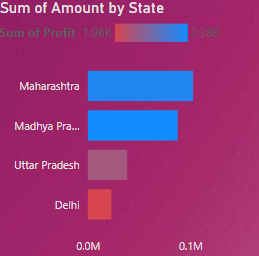 Sum of Amount by State
Sum of Profit 1.96K 7.38K
Maharashtra
Madhya Pra...
Uttar Pradesh
Delhi
0.0M 0.1M